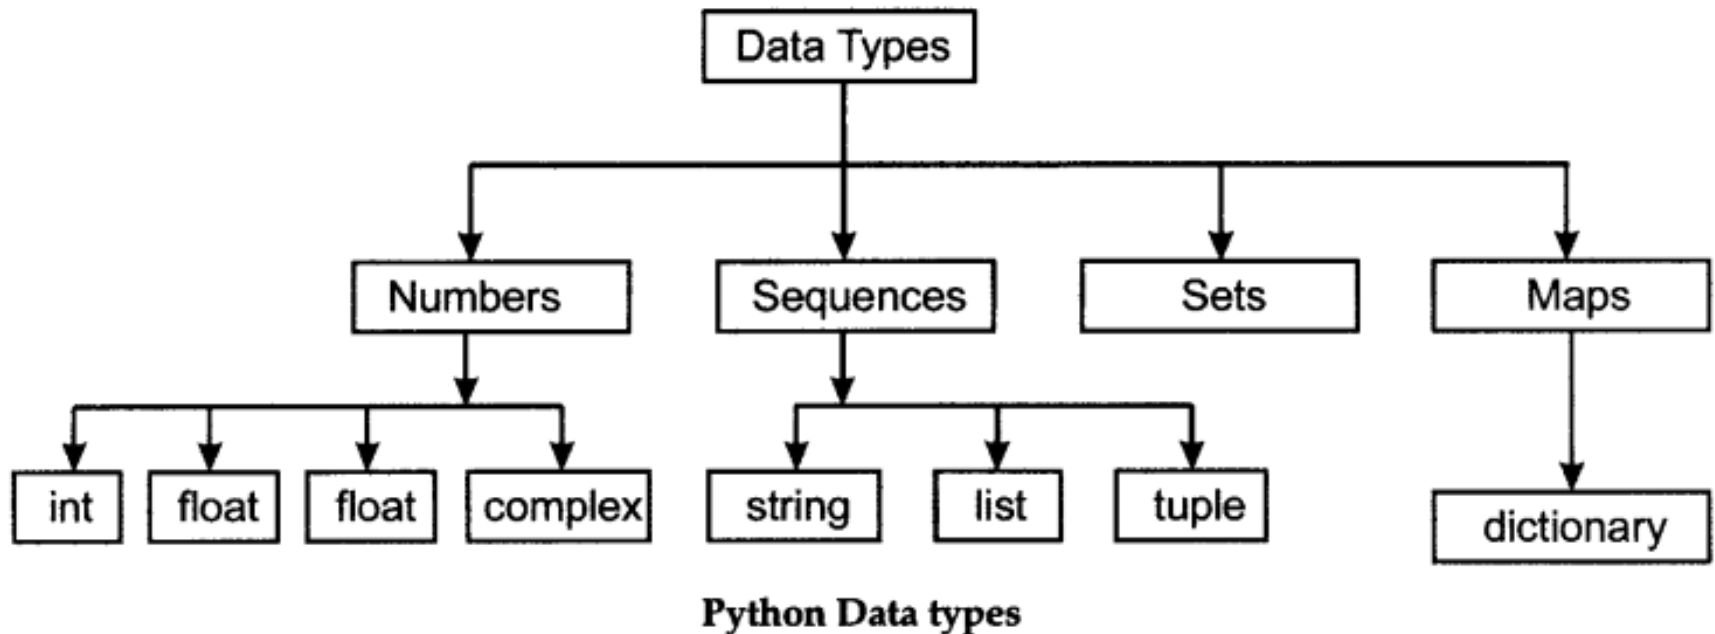 Data Types
Numbers Sequences Sets Maps
int float float complex string list tuple dictionary
Python Data types